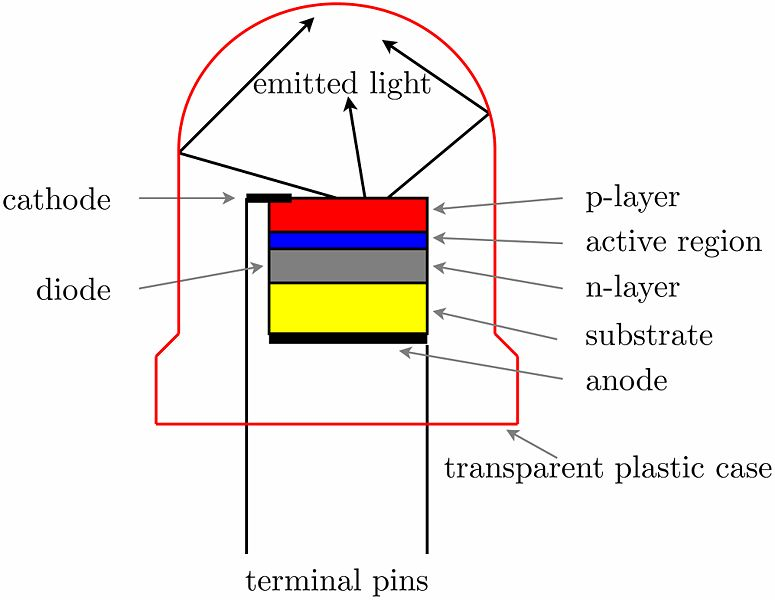 emitted light
cathode
p-layer
active region
diode
n-layer
substrate
anode
transparent plastic case
terminal pins